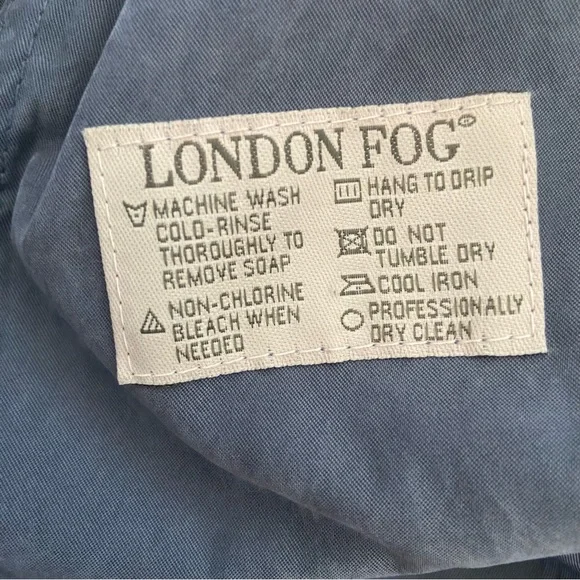 LONDON FOG®
MACHINE WASH
COLD-RINSE
THOROUGHLY TO
REMOVE SOAP
NON-CHLORINE
BLEACH WHEN
NEEDED
HANG TO DRIP
DRY
DO NOT
TUMBLE DRY
COOL IRON
PROFESSIONALLY
DRY CLEAN